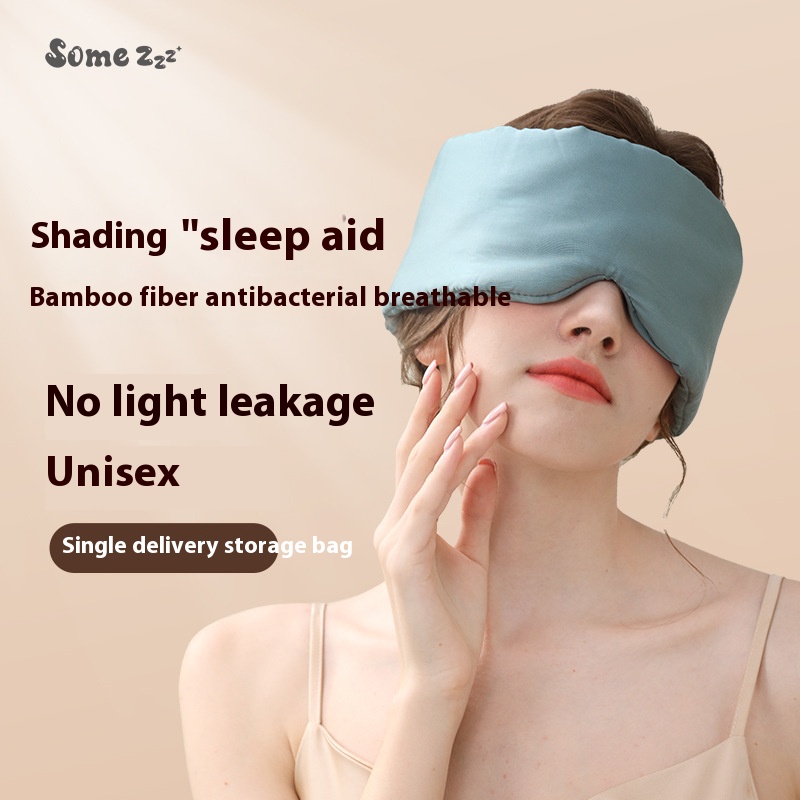 Some zzz
Shading "sleep aid
Bamboo fiber antibacterial breathable
No light leakage
Unisex
Single delivery storage bag